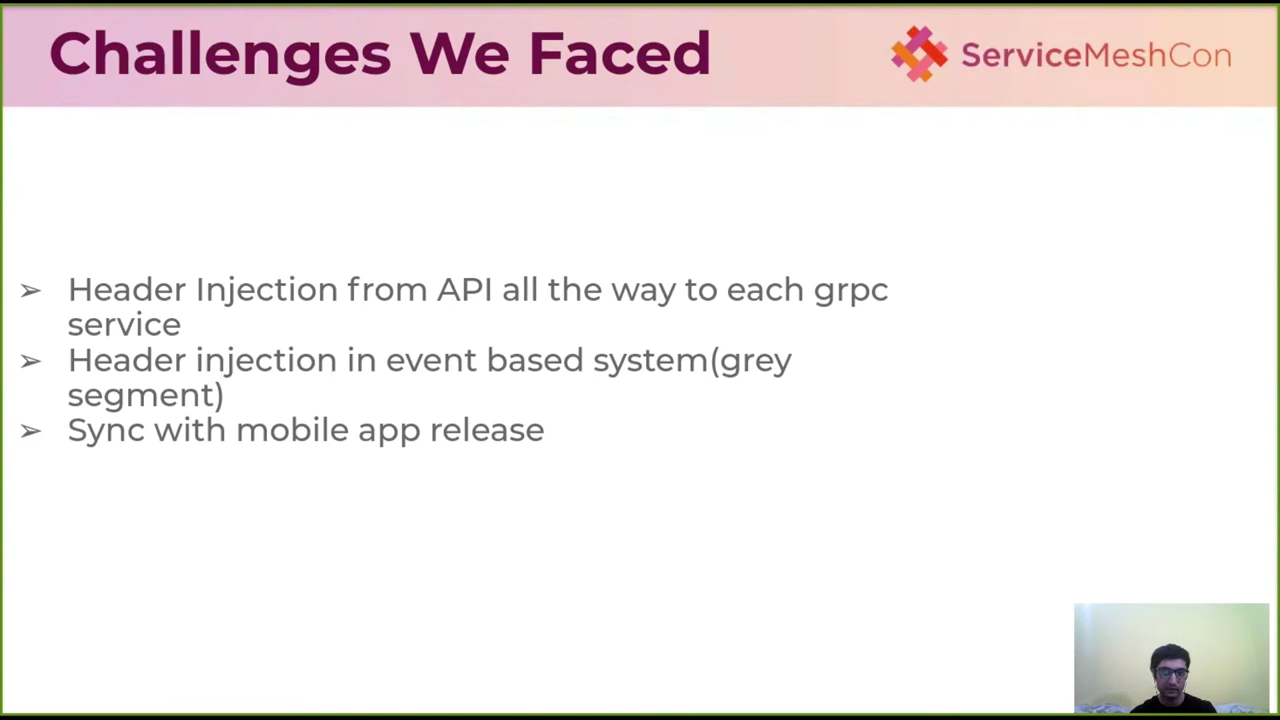 Challenges We Faced
ServiceMeshCon
➢ Header Injection from API all the way to each grpc
service
➢ Header injection in event based system(grey
segment)
➢ Sync with mobile app release